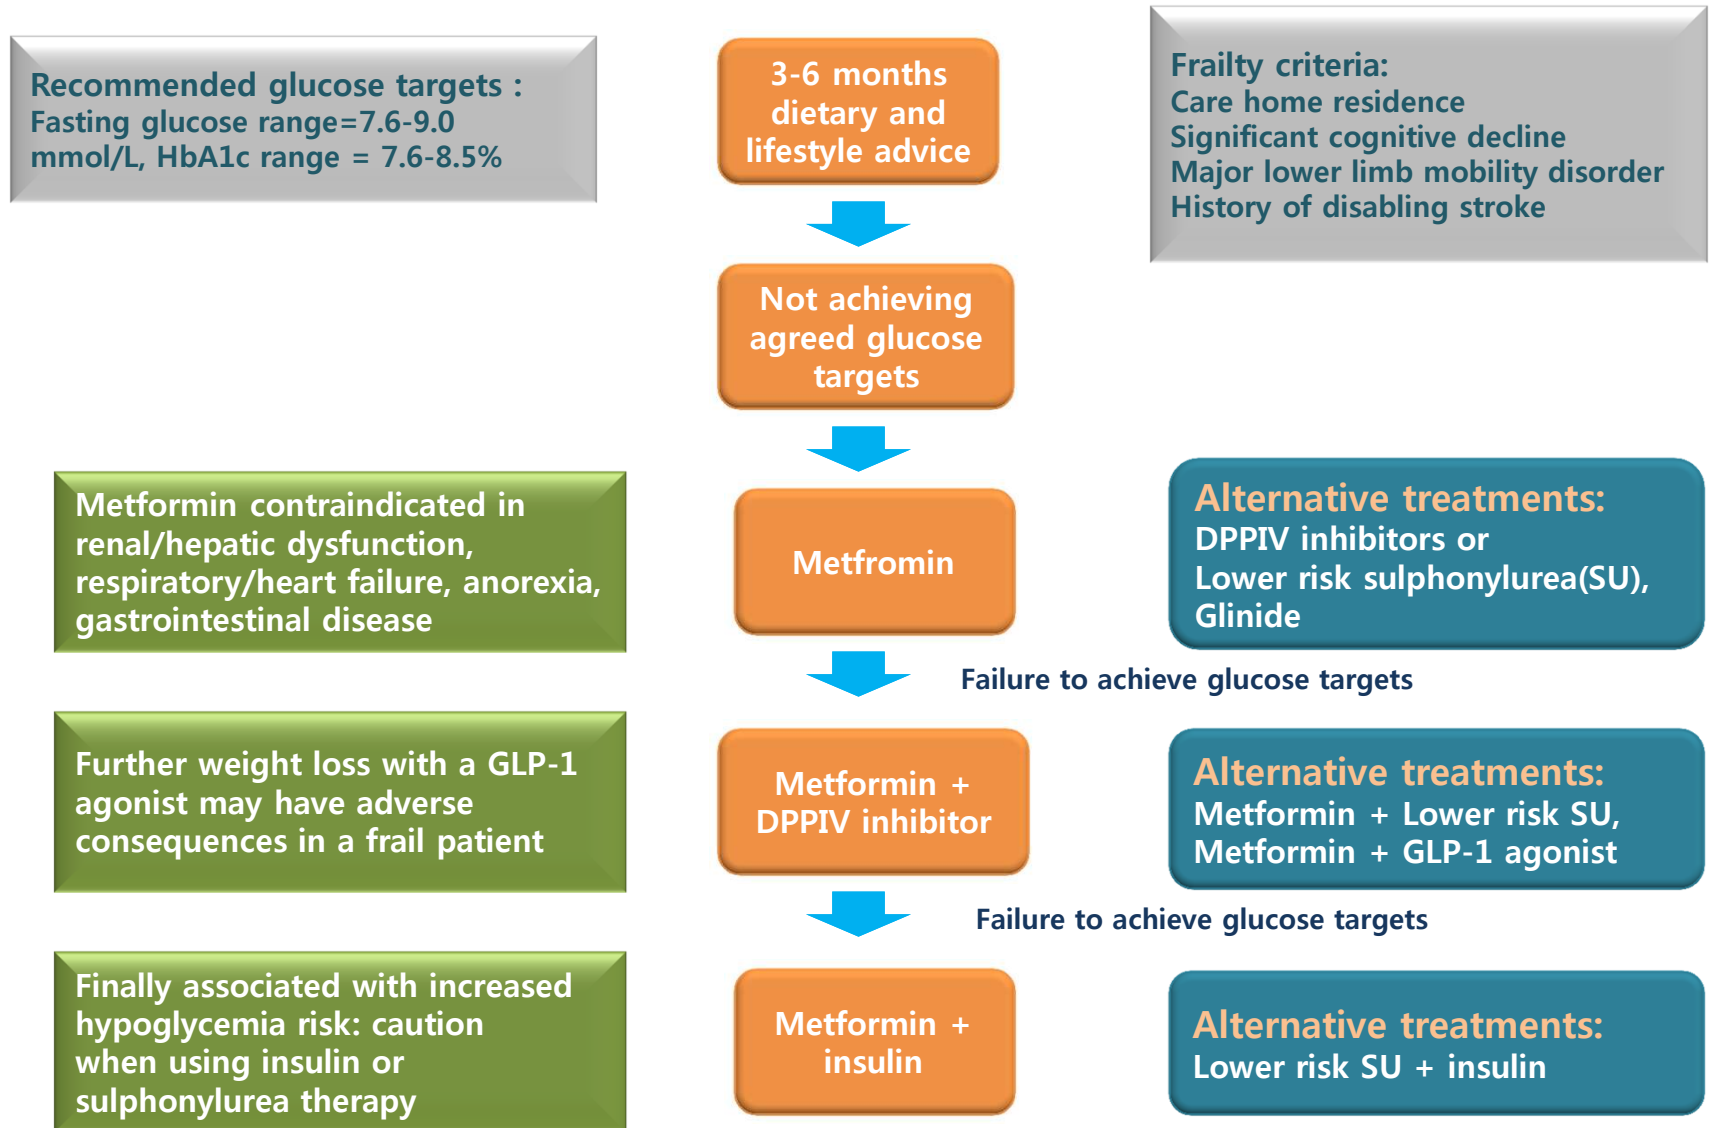 Recommended glucose targets :
Fasting glucose range=7.6-9.0
mmol/L, HbA1c range = 7.6-8.5%
3-6 months
dietary and
lifestyle advice
Frailty criteria:
Care home residence
Significant cognitive decline
Major lower limb mobility disorder
History of disabling stroke
Not achieving
agreed glucose
targets
Metformin contraindicated in
renal/hepatic dysfunction,
respiratory/heart failure, anorexia,
gastrointestinal disease
Metfromin
Alternative treatments:
DPPIV inhibitors or
Lower risk sulphonylurea(SU),
Glinide
Failure to achieve glucose targets
Further weight loss with a GLP-1
agonist may have adverse
consequences in a frail patient
Metformin +
DPPIV inhibitor
Alternative treatments:
Metformin + Lower risk SU,
Metformin + GLP-1 agonist
Failure to achieve glucose targets
Finally associated with increased
hypoglycemia risk: caution
when using insulin or
sulphonylurea therapy
Metformin +
insulin
Alternative treatments:
Lower risk SU + insulin